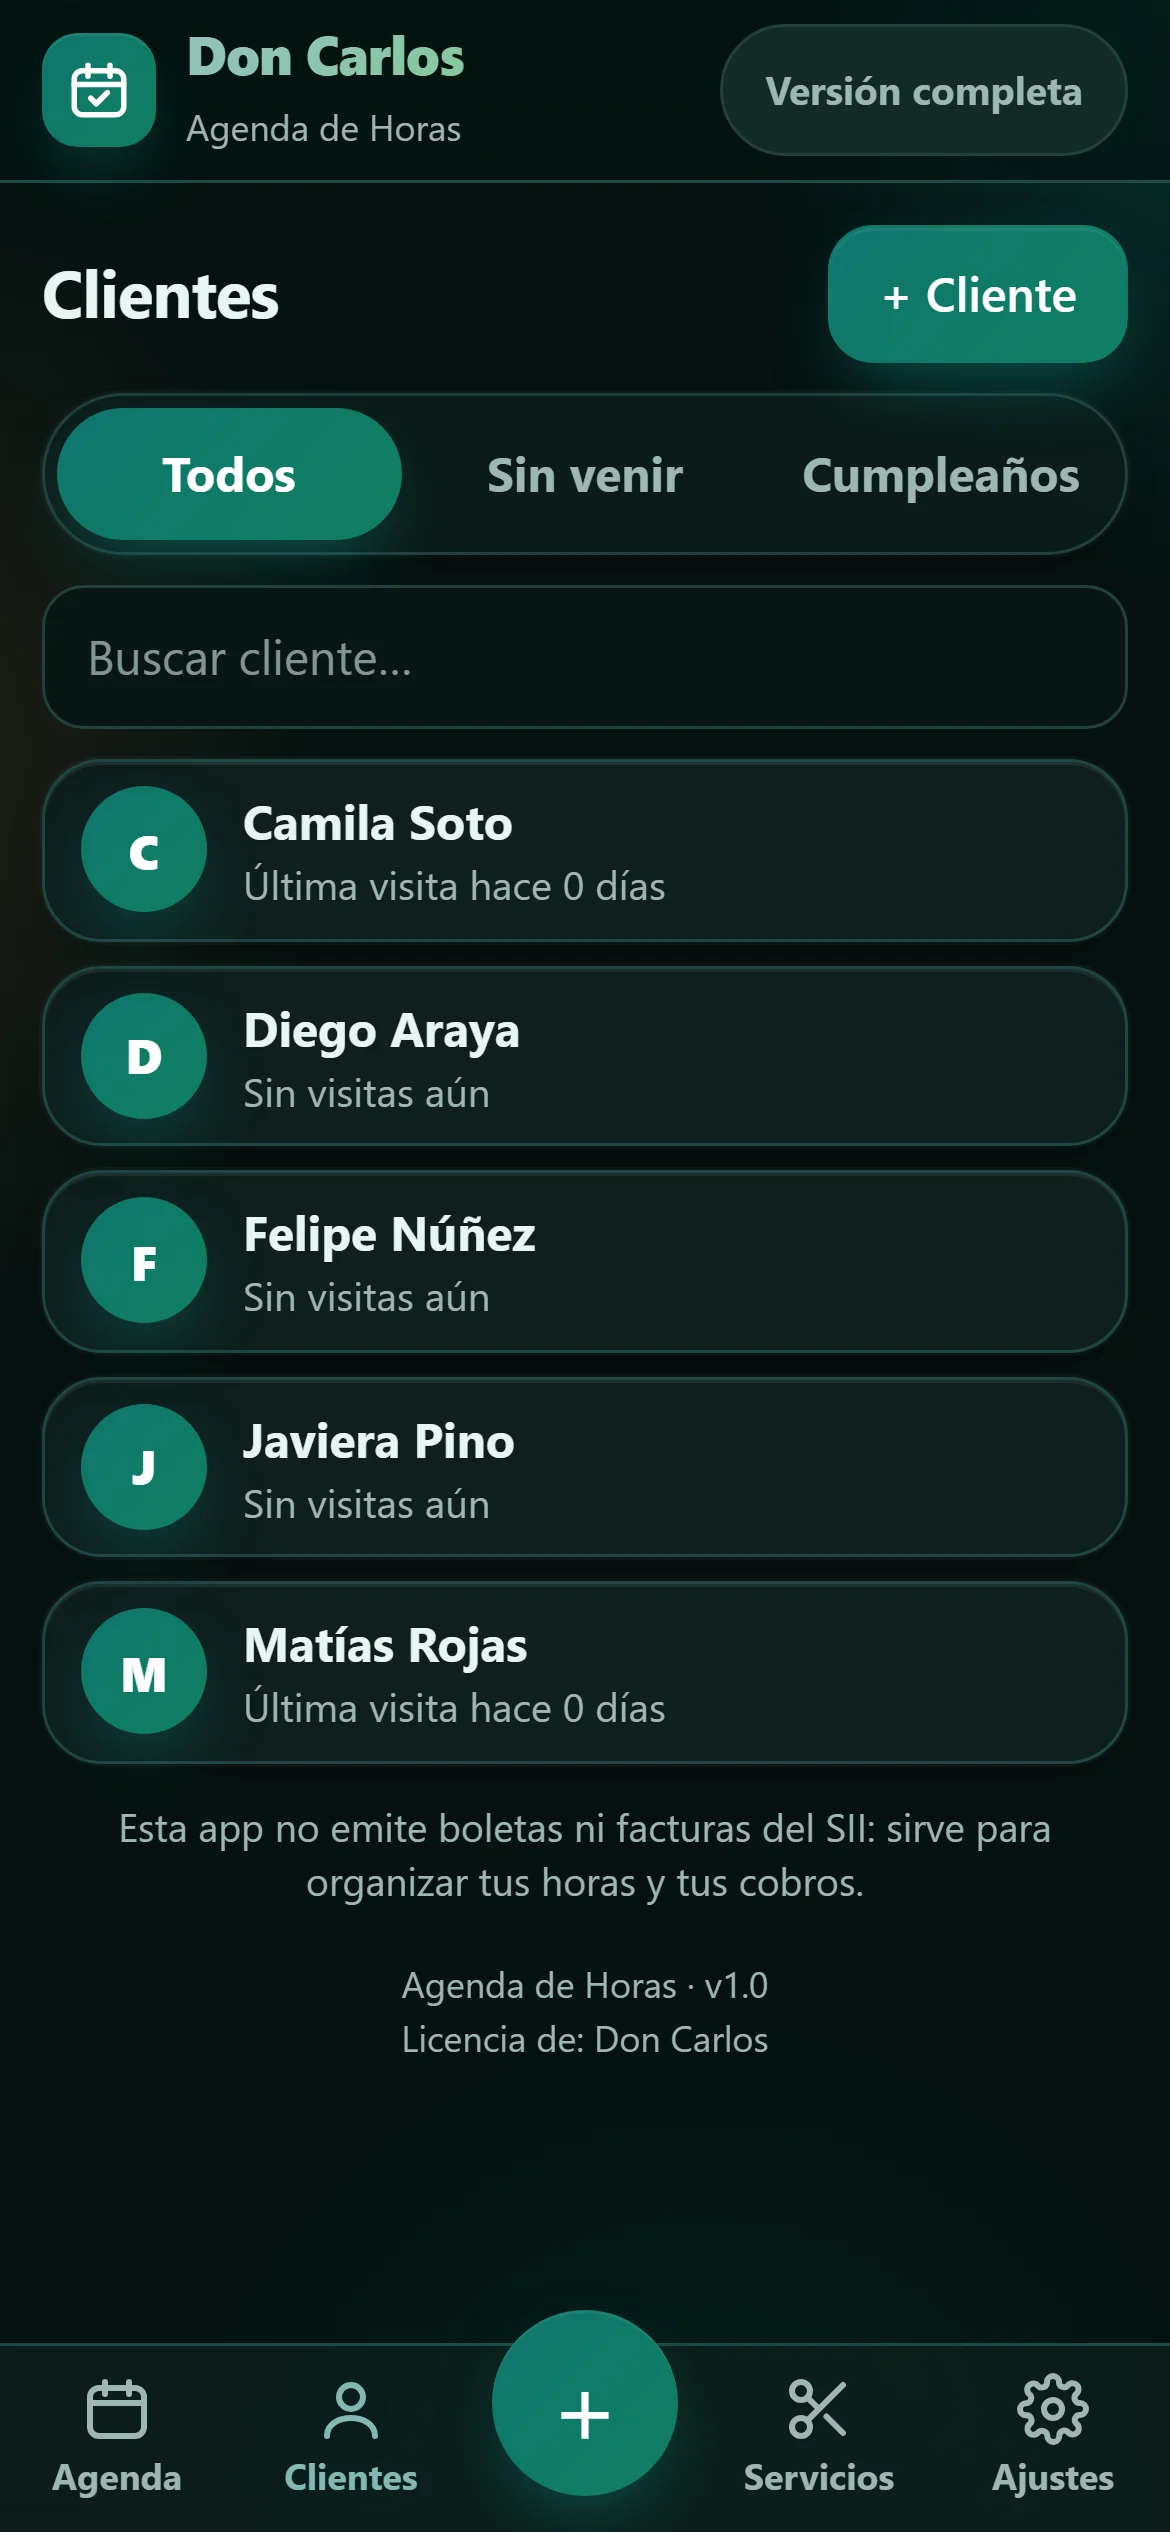 Don Carlos
Agenda de Horas
Versión completa
Clientes
+ Cliente
Todos
Sin venir
Cumpleaños
Buscar cliente...
C
Camila Soto
Última visita hace 0 días
D
Diego Araya
Sin visitas aún
F
Felipe Núñez
Sin visitas aún
J
Javiera Pino
Sin visitas aún
M
Matías Rojas
Última visita hace 0 días
Esta app no emite boletas ni facturas del SII: sirve para
organizar tus horas y tus cobros.
Agenda de Horas · v1.0
Licencia de: Don Carlos
+
Agenda
Clientes
Servicios
Ajustes